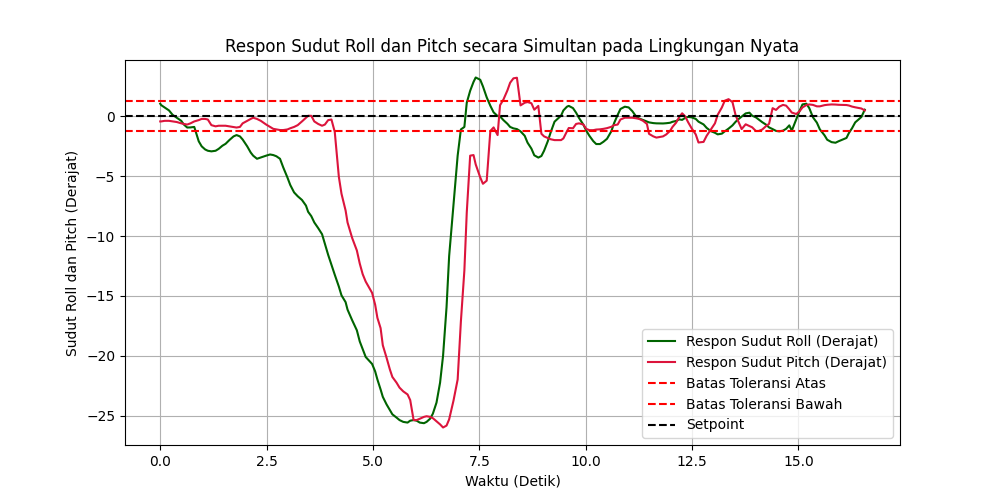 Respon Sudut Roll dan Pitch secara Simultan pada Lingkungan Nyata
Sudut Roll dan Pitch (Derajat)
0
−5
−10
−15
−20
−25
0.0 2.5 5.0 7.5 10.0 12.5 15.0
Waktu (Detik)
Respon Sudut Roll (Derajat)
Respon Sudut Pitch (Derajat)
Batas Toleransi Atas
Batas Toleransi Bawah
Setpoint